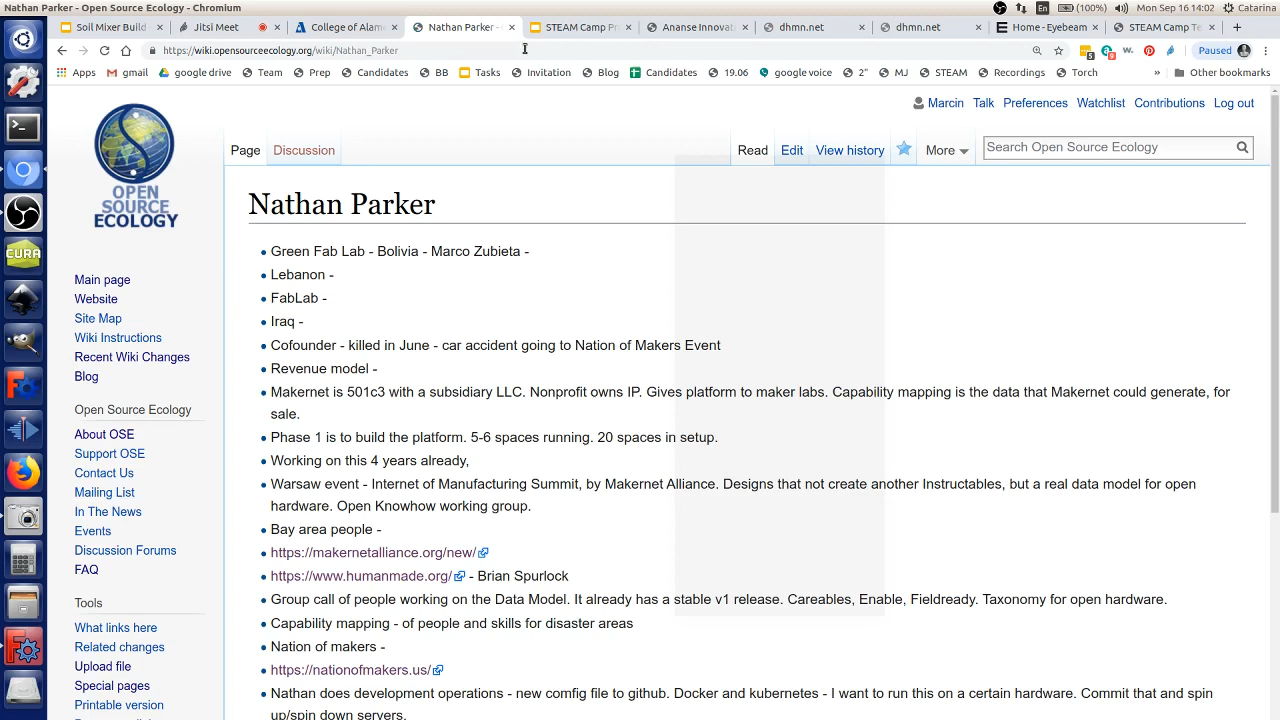 Nathan Parker - Open Source Ecology - Chromium
En (100%) Mon Sep 16 14:02 Catarina
Soil Mixer Build
Jitsi Meet
College of Alam
Nathan Parker -
STEAM Camp Pr
Ananse Innovat
dhmn.net
dhmn.net
Home - Eyebeam
STEAM Camp Te
https://wiki.opensourceecology.org/wiki/Nathan_Parker
Paused
Apps gmail google drive Team Prep Candidates BB Tasks Invitation Blog Candidates 19.06 google voice 2" MJ STEAM Recordings Torch » Other bookmarks
Marcin Talk Preferences Watchlist Contributions Log out
Page Discussion Read Edit View history More Search Open Source Ecology
OPEN
SOURCE
ECOLOGY
Main page
Website
Site Map
Wiki Instructions
Recent Wiki Changes
Blog
Open Source Ecology
About OSE
Support OSE
Contact Us
Mailing List
In The News
Events
Discussion Forums
FAQ
Tools
What links here
Related changes
Upload file
Special pages
Printable version
Nathan Parker
Green Fab Lab - Bolivia - Marco Zubieta -
Lebanon -
FabLab -
Iraq -
Cofounder - killed in June - car accident going to Nation of Makers Event
Revenue model -
Makernet is 501c3 with a subsidiary LLC. Nonprofit owns IP. Gives platform to maker labs. Capability mapping is the data that Makernet could generate, for
sale.
Phase 1 is to build the platform. 5-6 spaces running. 20 spaces in setup.
Working on this 4 years already,
Warsaw event - Internet of Manufacturing Summit, by Makernet Alliance. Designs that not create another Instructables, but a real data model for open
hardware. Open Knowhow working group.
Bay area people -
https://makernetalliance.org/new/
https://www.humanmade.org/ - Brian Spurlock
Group call of people working on the Data Model. It already has a stable v1 release. Careables, Enable, Fieldready. Taxonomy for open hardware.
Capability mapping - of people and skills for disaster areas
Nation of makers -
https://nationofmakers.us/
Nathan does development operations - new comfig file to github. Docker and kubernetes - I want to run this on a certain hardware. Commit that and spin
up/spin down servers.
CURA